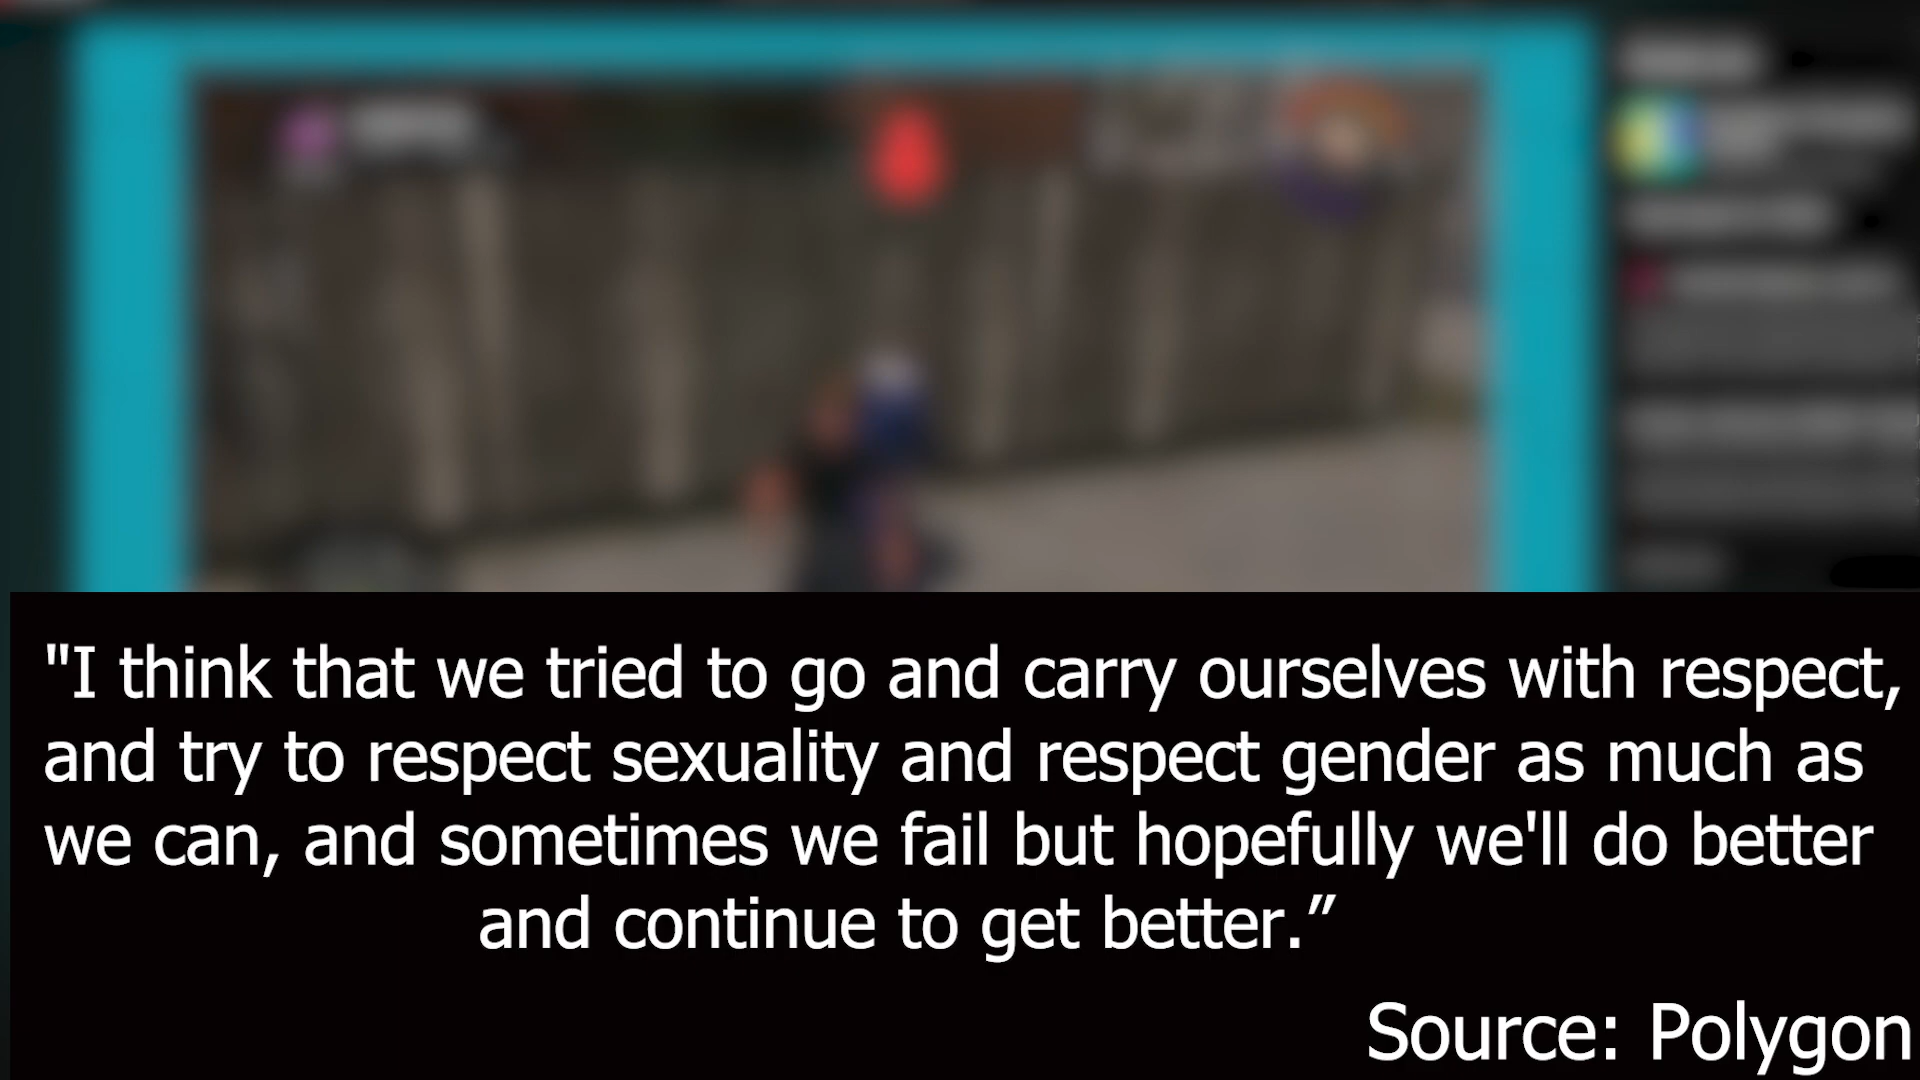 "I think that we tried to go and carry ourselves with respect,
and try to respect sexuality and respect gender as much as
we can, and sometimes we fail but hopefully we'll do better
and continue to get better.”
Source: Polygon